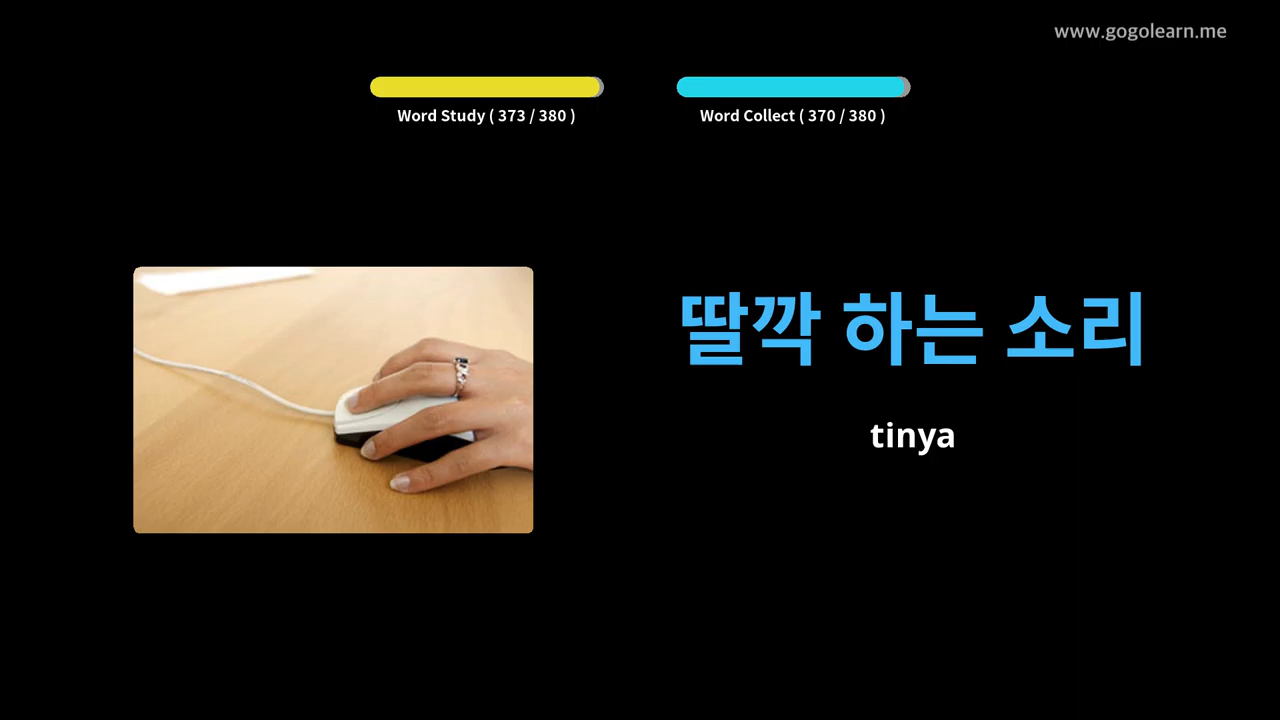 www.gogolearn.me
Word Study ( 373 / 380 )
Word Collect ( 370 / 380 )
딸깍 하는 소리
tinya